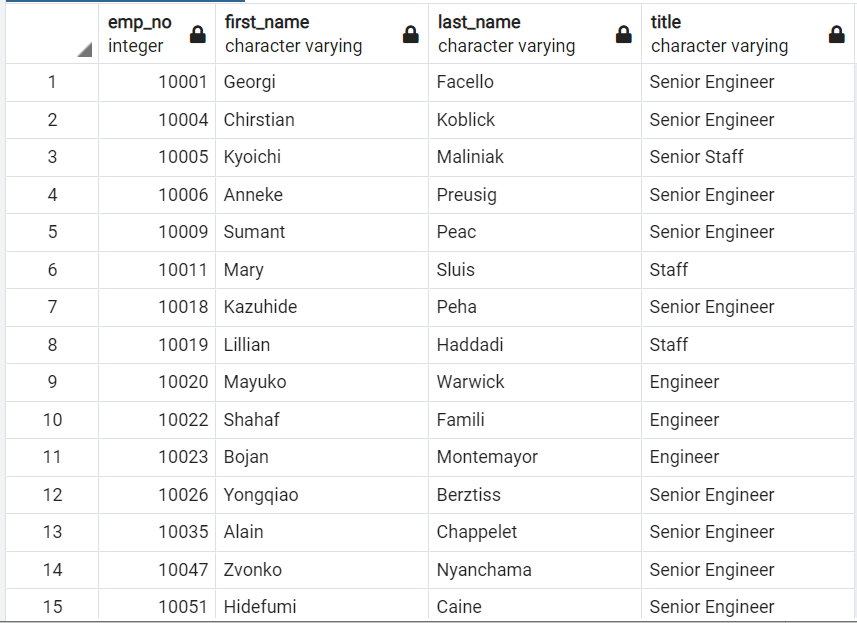 emp_no first_name last_name title
integer character varying character varying character varying
1 10001 Georgi Facello Senior Engineer
2 10004 Chirstian Koblick Senior Engineer
3 10005 Kyoichi Maliniak Senior Staff
4 10006 Anneke Preusig Senior Engineer
5 10009 Sumant Peac Senior Engineer
6 10011 Mary Sluis Staff
7 10018 Kazuhide Peha Senior Engineer
8 10019 Lillian Haddadi Staff
9 10020 Mayuko Warwick Engineer
10 10022 Shahaf Famili Engineer
11 10023 Bojan Montemayor Engineer
12 10026 Yongqiao Berztiss Senior Engineer
13 10035 Alain Chappelet Senior Engineer
14 10047 Zvonko Nyanchama Senior Engineer
15 10051 Hidefumi Caine Senior Engineer